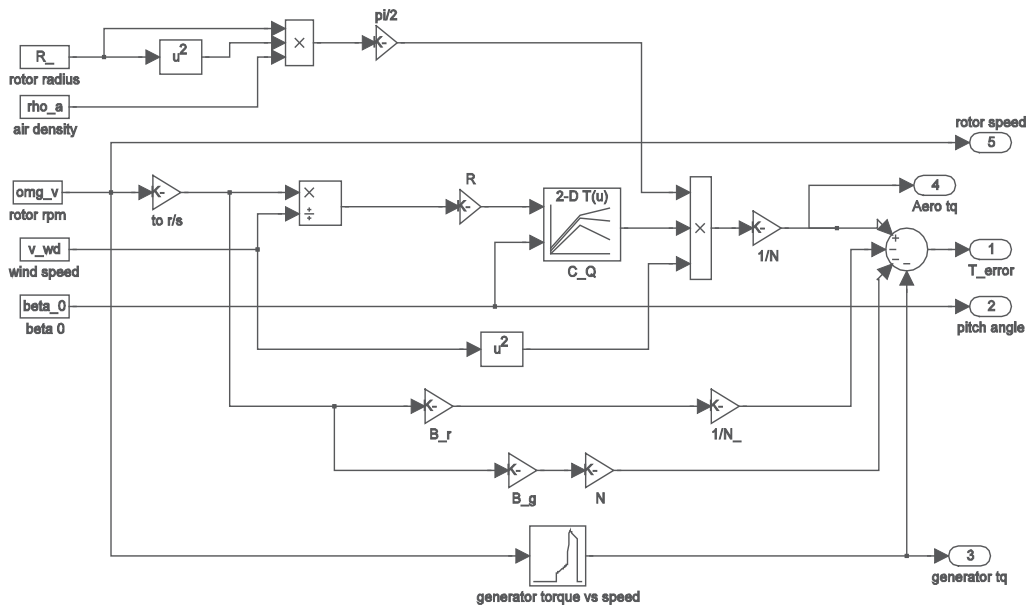 pi/2
K-
R_
u2
×
rotor radius
rho_a
air density
rotor speed
5
omg_v
K-
×
÷
R
K-
2-D T(u)
4
Aero tq
rotor rpm
to r/s
×
K-
+
−
−
−
1
v_wd
wind speed
C_Q
1/N
T_error
beta_0
beta 0
2
pitch angle
u2
K-
B_r
K-
1/N_
K-
B_g
K-
N
3
generator tq
generator torque vs speed